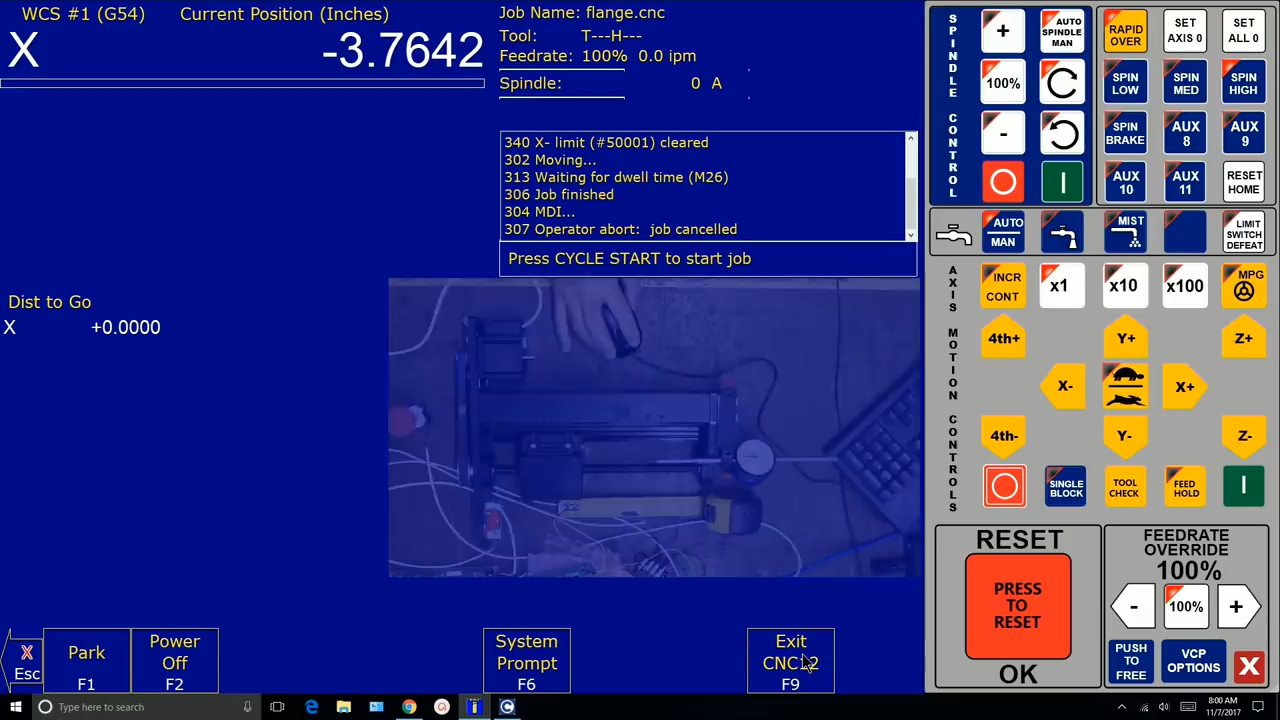 WCS #1 (G54)
Current Position (Inches)
X
-3.7642
Job Name: flange.cnc
Tool: T---H---
Feedrate: 100% 0.0 ipm
Spindle: 0 A
340 X- limit (#50001) cleared
302 Moving...
313 Waiting for dwell time (M26)
306 Job finished
304 MDI...
307 Operator abort: job cancelled
Press CYCLE START to start job
Dist to Go
X +0.0000
X
Esc
Park
F1
Power
Off
F2
System
Prompt
F6
Exit
CNC12
F9
SPINDLE CONTROL
+
AUTO
SPINDLE
MAN
100%
-
RAPID
OVER
SET
AXIS 0
SET
ALL 0
SPIN
LOW
SPIN
MED
SPIN
HIGH
SPIN
BRAKE
AUX
8
AUX
9
AUX
10
AUX
11
RESET
HOME
AUTO
MAN
MIST
LIMIT
SWITCH
DEFEAT
AXIS MOTION CONTROLS
INCR
CONT
x1
x10
x100
MPG
4th+
Y+
Z+
X-
X+
4th-
Y-
Z-
SINGLE
BLOCK
TOOL
CHECK
FEED
HOLD
RESET
PRESS
TO
RESET
OK
FEEDRATE
OVERRIDE
100%
-
100%
+
PUSH
TO
FREE
VCP
OPTIONS
X
Type here to search
8:00 AM
11/7/2017